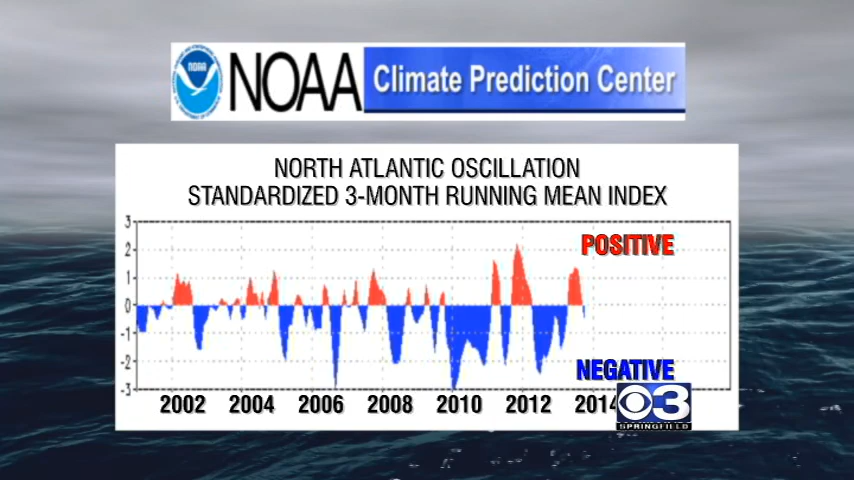 NOAA
NOAA Climate Prediction Center
NORTH ATLANTIC OSCILLATION
STANDARDIZED 3-MONTH RUNNING MEAN INDEX
3
POSITIVE
2
1
0
-1
-2
NEGATIVE
-3
2002 2004 2006 2008 2010 2012 2014
3
SPRINGFIELD